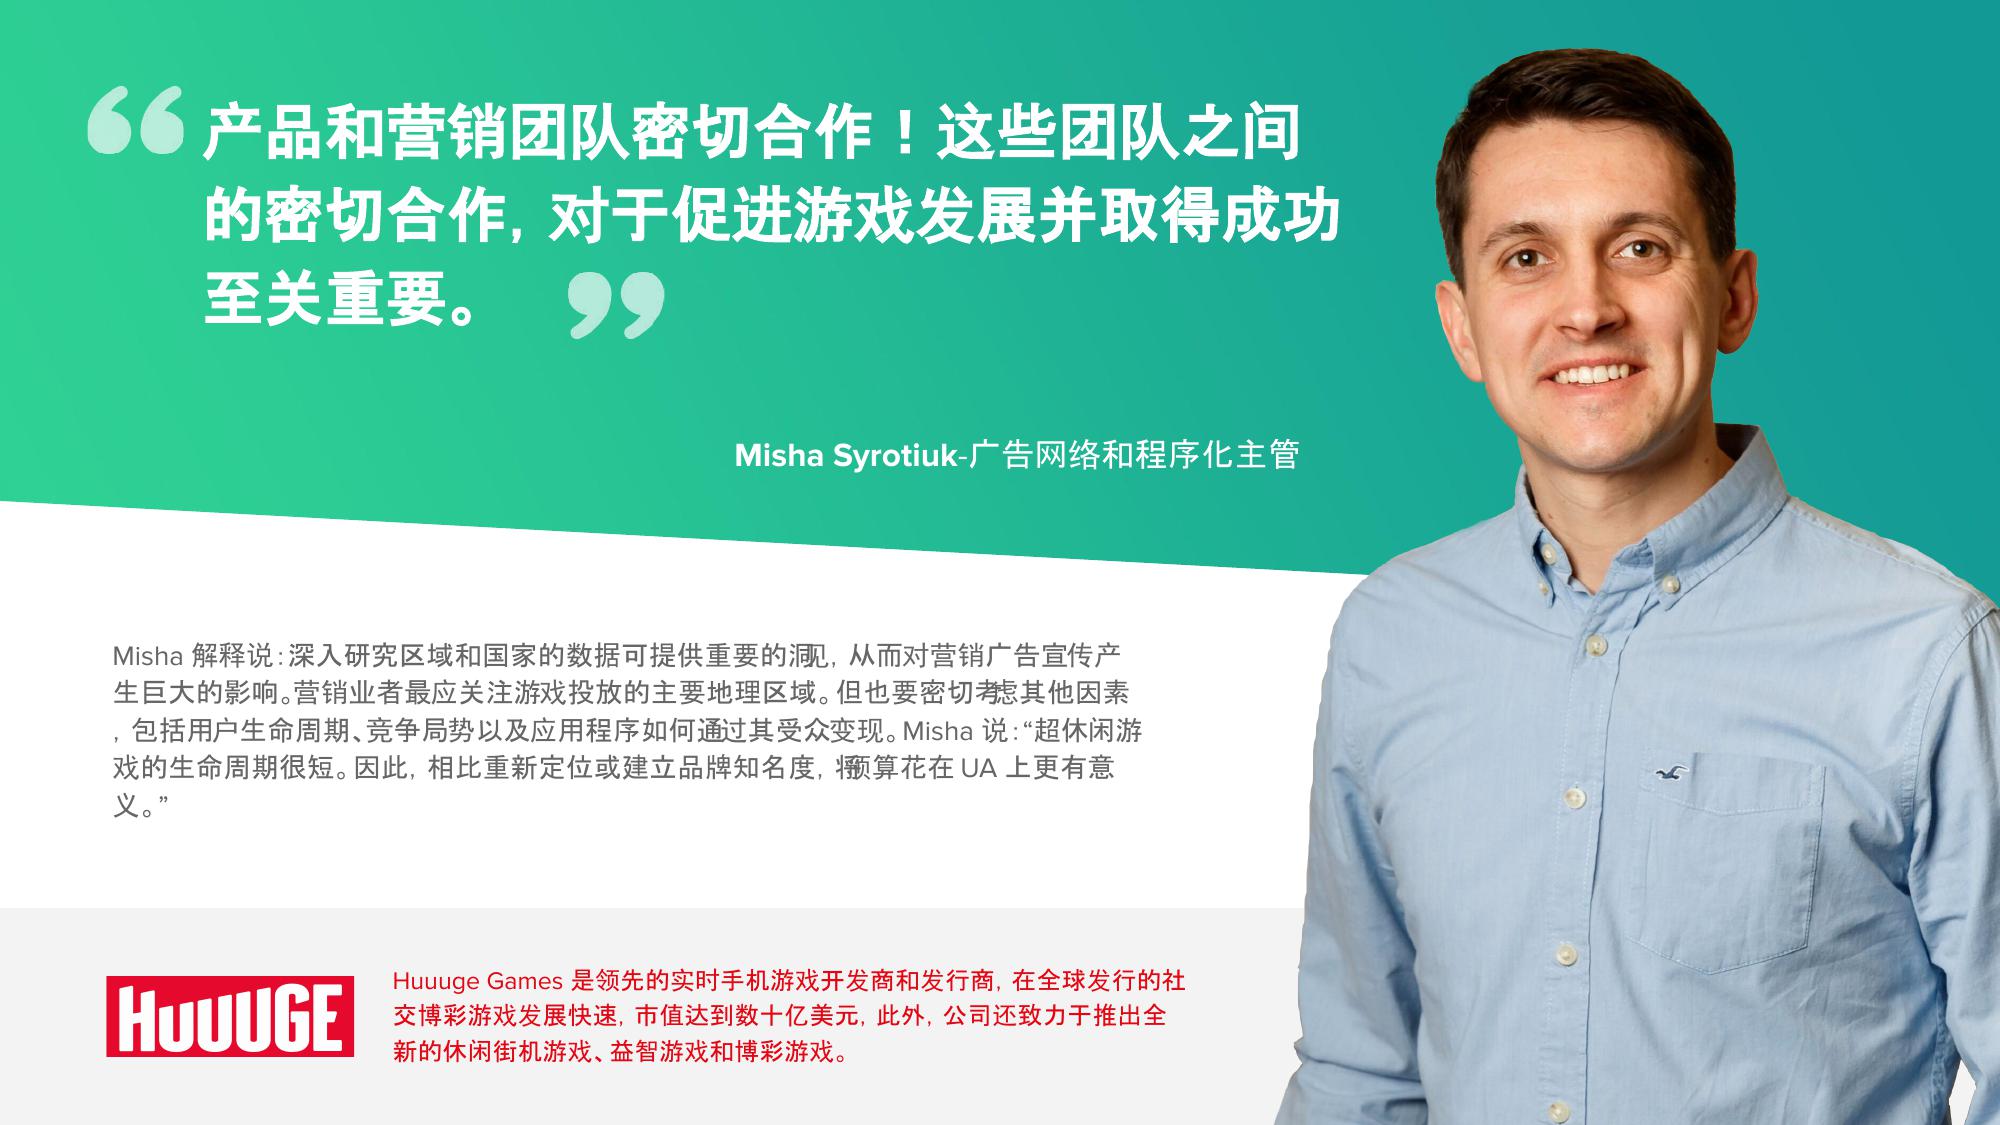 “产品和营销团队密切合作！这些团队之间
的密切合作，对于促进游戏发展并取得成功
至关重要。”
Misha Syrotiuk-广告网络和程序化主管
Misha 解释说：深入研究区域和国家的数据可提供重要的洞见，从而对营销广告宣传产
生巨大的影响。营销业者最应关注游戏投放的主要地理区域。但也要密切考虑其他因素
，包括用户生命周期、竞争局势以及应用程序如何通过其受众变现。Misha 说：“超休闲游
戏的生命周期很短。因此，相比重新定位或建立品牌知名度，将预算花在 UA 上更有意
义。”
HUUUGE
Huuuge Games 是领先的实时手机游戏开发商和发行商，在全球发行的社
交博彩游戏发展快速，市值达到数十亿美元，此外，公司还致力于推出全
新的休闲街机游戏、益智游戏和博彩游戏。